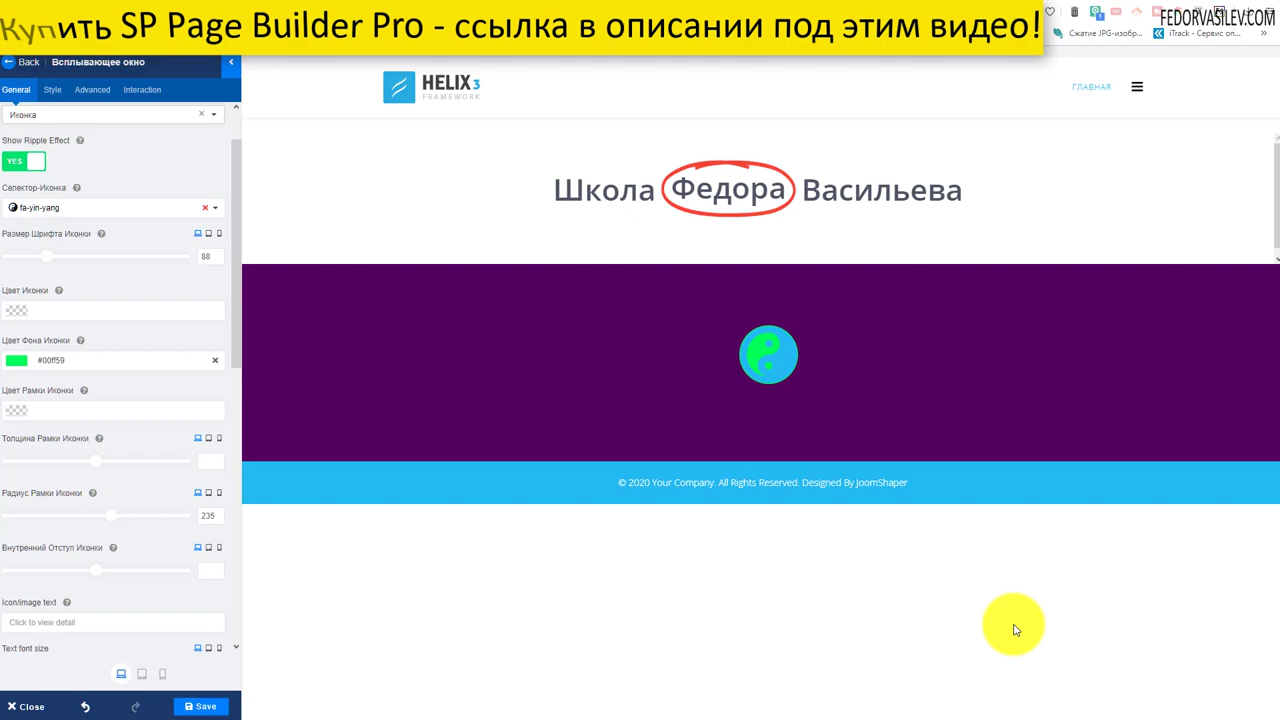 Купить SP Page Builder Pro - ссылка в описании под этим видео!
FEDORVASILEV.COM
Сжатие JPG-изобр...
iTrack - Сервис оп...
»
Back
Всплывающее окно
General
Style
Advanced
Interaction
Иконка
Show Ripple Effect
YES
Селектор-Иконка
fa-yin-yang
Размер Шрифта Иконки
88
Цвет Иконки
Цвет Фона Иконки
#00ff59
Цвет Рамки Иконки
Толщина Рамки Иконки
Радиус Рамки Иконки
235
Внутренний Отступ Иконки
Icon/image text
Click to view detail
Text font size
Close
Save
HELIX3
FRAMEWORK
ГЛАВНАЯ
Школа Федора Васильева
© 2020 Your Company. All Rights Reserved. Designed By JoomShaper